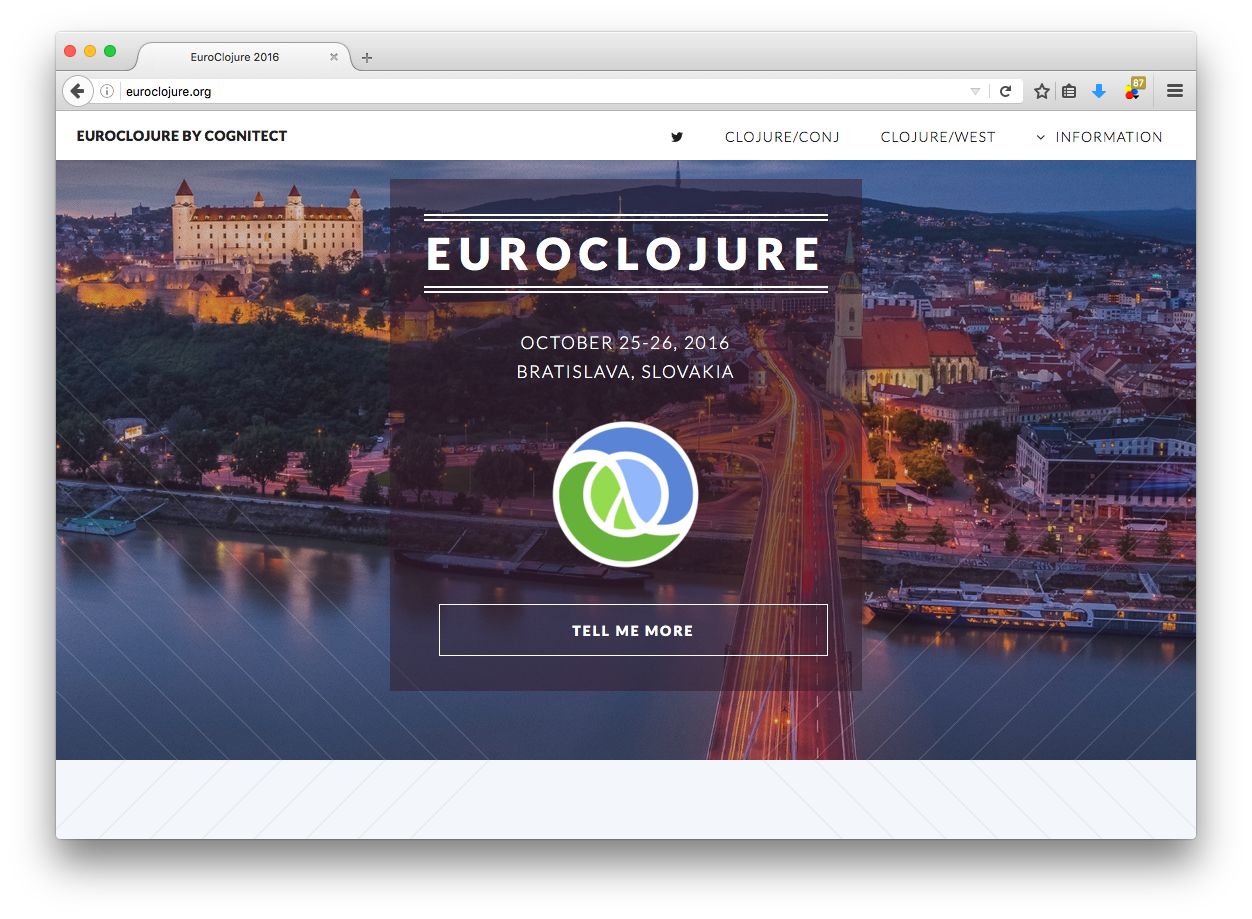 EuroClojure 2016
euroclojure.org
87
EUROCLOJURE BY COGNITECT
CLOJURE/CONJ
CLOJURE/WEST
INFORMATION
EUROCLOJURE
OCTOBER 25-26, 2016
BRATISLAVA, SLOVAKIA
TELL ME MORE